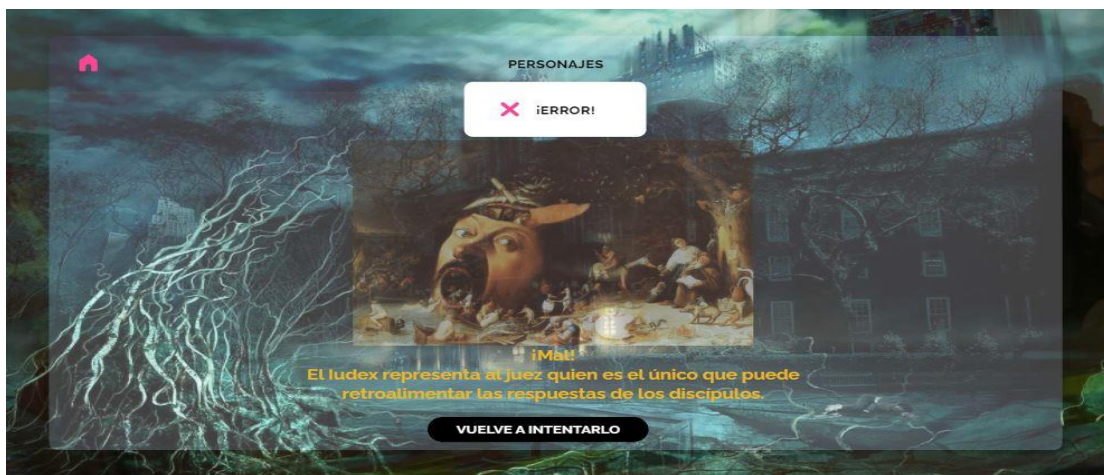 PERSONAJES
¡ERROR!
¡Mal!
El Iudex representa al juez quien es el único que puede
retroalimentar las respuestas de los discípulos.
VUELVE A INTENTARLO